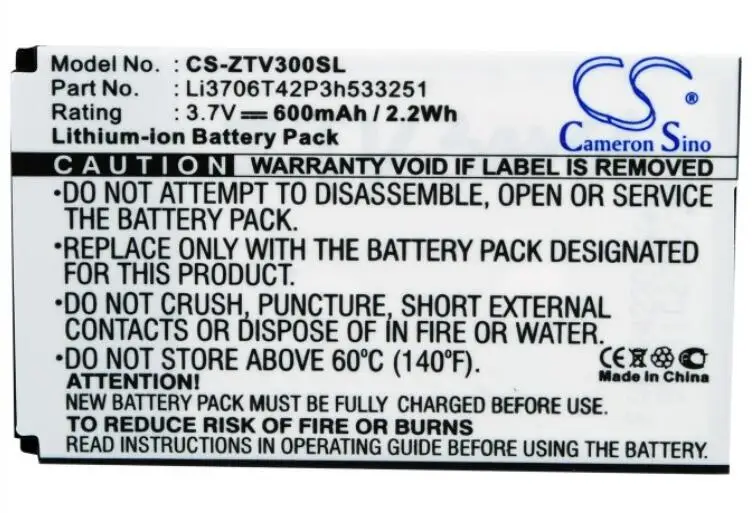 Model No. : CS-ZTV300SL
Part No. : Li3706T42P3h533251
Rating : 3.7V 600mAh / 2.2Wh
Lithium-ion Battery Pack
CS ®
Cameron Sino
CAUTION WARRANTY VOID IF LABEL IS REMOVED
•DO NOT ATTEMPT TO DISASSEMBLE, OPEN OR SERVICE
THE BATTERY PACK.
•REPLACE ONLY WITH THE BATTERY PACK DESIGNATED
FOR THIS MACHINE.
•DO NOT CRUSH, PUNCTURE, SHORT EXTERNAL
CONTACTS OR DISPOSE OF IN FIRE OR WATER.
•DO NOT STORE ABOVE 60°C (140°F).
CE
Made in China
ATTENTION!
NEW BATTERY PACK MUST BE FULLY CHARGED BEFORE USE.
TO REDUCE RISK OF FIRE OR BURNS
READ INSTRUCTIONS IN OPERATING GUIDE BEFORE USING THE BATTERY.